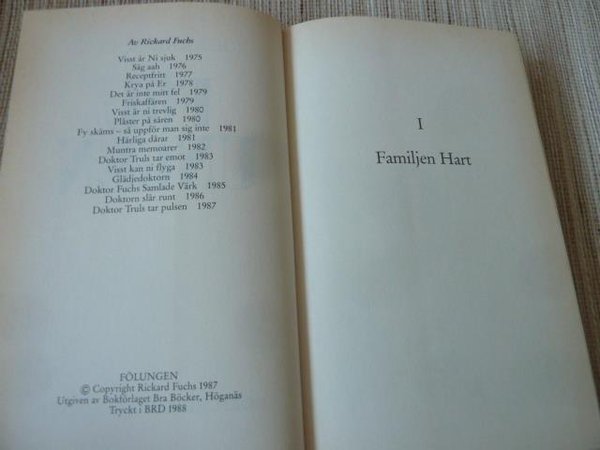 Av Rickard Fuchs
Visst är Ni sjuk 1975
Säg aah 1976
Receptfritt 1977
Krya på Er 1978
Det är inte mitt fel 1979
Friskaffären 1979
Visst är ni trevlig 1980
Plåster på såren 1980
Fy skäms – så uppför man sig inte 1981
Härliga dårar 1981
Muntra memoarer 1982
Doktor Truls tar emot 1983
Visst kan ni flyga 1983
Glädjedoktorn 1984
Doktor Fuchs Samlade Värk 1985
Doktorn slår runt 1986
Doktor Truls tar pulsen 1987
FÖLUNGEN
© Copyright Rickard Fuchs 1987
Utgiven av Bokförlaget Bra Böcker, Höganäs
Tryckt i BRD 1988
I
Familjen Hart